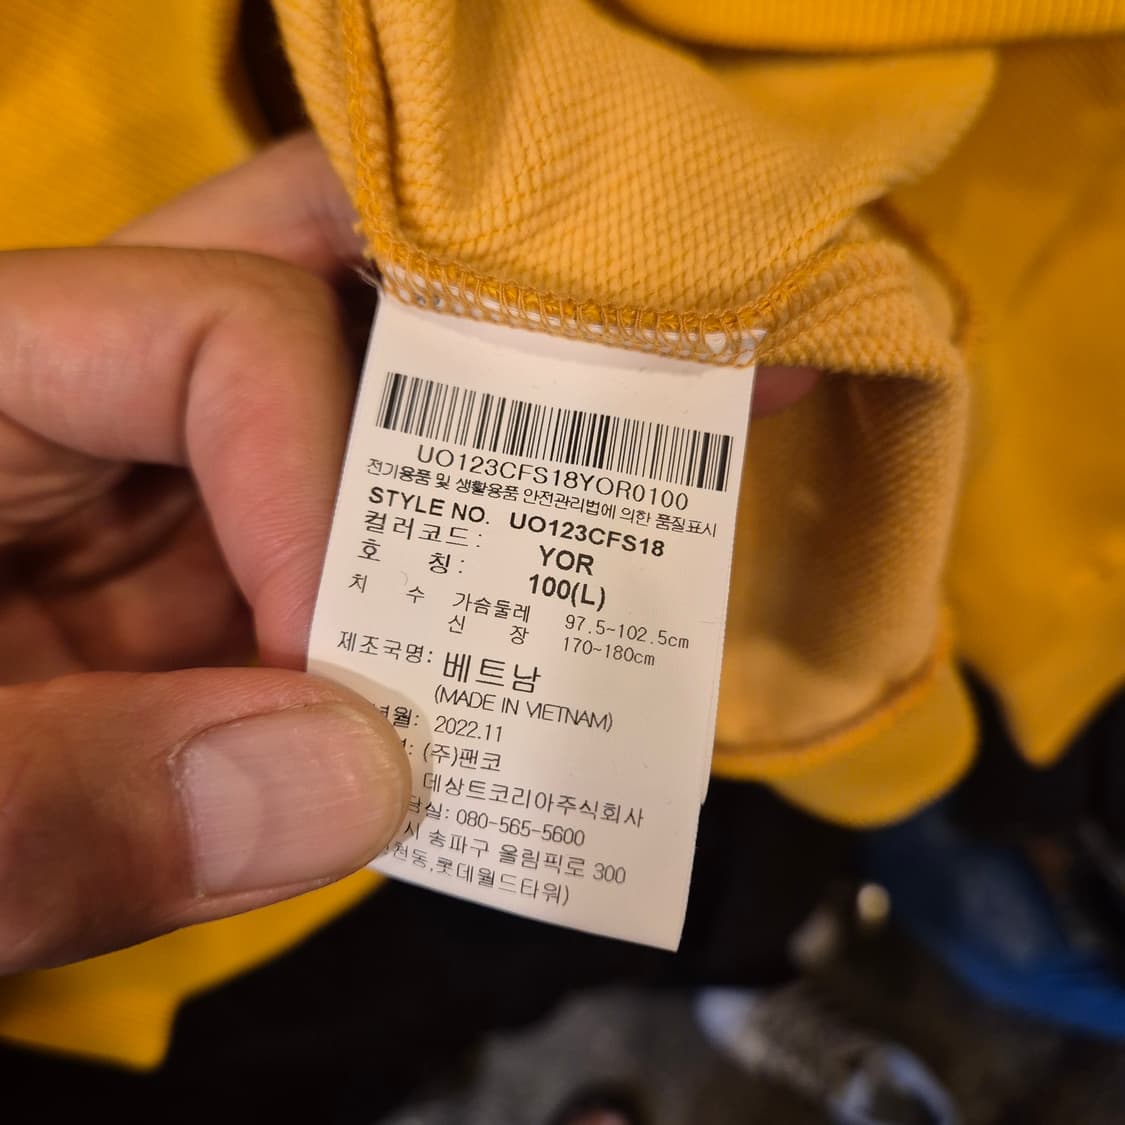 UO123CFS18YOR0100
전기용품 및 생활용품 안전관리법에 의한 품질표시
STYLE NO. UO123CFS18
컬러코드: YOR
호 칭: 100(L)
치 수 가슴둘레 97.5~102.5cm
신 장 170~180cm
제조국명: 베트남
(MADE IN VIETNAM)
월: 2022.11
(주)팬코
데상트코리아주식회사
실: 080-565-5600
시 송파구 올림픽로 300
천동,롯데월드타워)